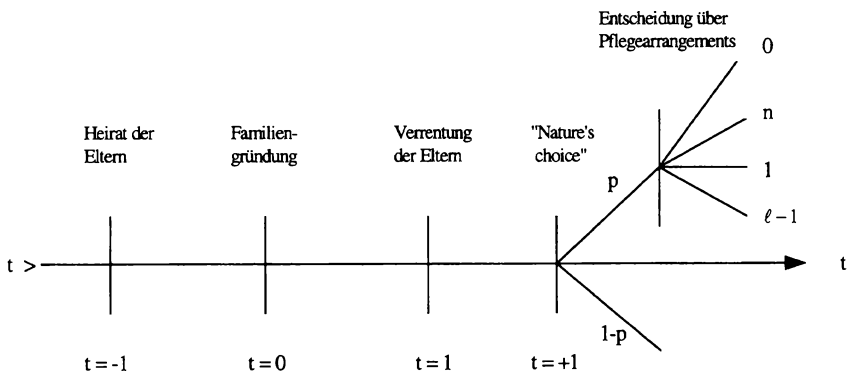 Entscheidung über
Pflegearrangements
0
n
1
ℓ – 1
Heirat der
Eltern
Familien-
gründung
Verrentung
der Eltern
"Nature's
choice"
p
t >
t
1-p
t = -1
t = 0
t = 1
t = +1